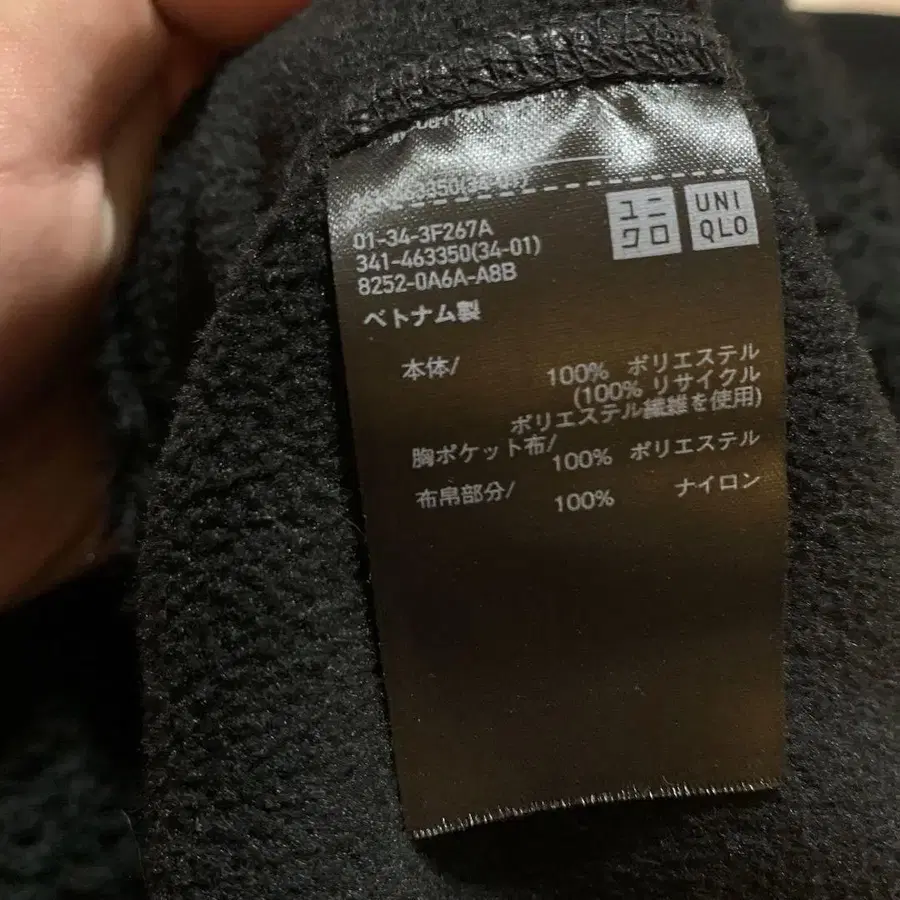 ユニ
クロ
UNI
QLO
01-34-3F267A
341-463350(34-01)
8252-0A6A-A8B
ベトナム製
本体/
100% ポリエステル
(100% リサイクル
ポリエステル繊維を使用)
胸ポケット布/
100% ポリエステル
布帛部分/
100% ナイロン